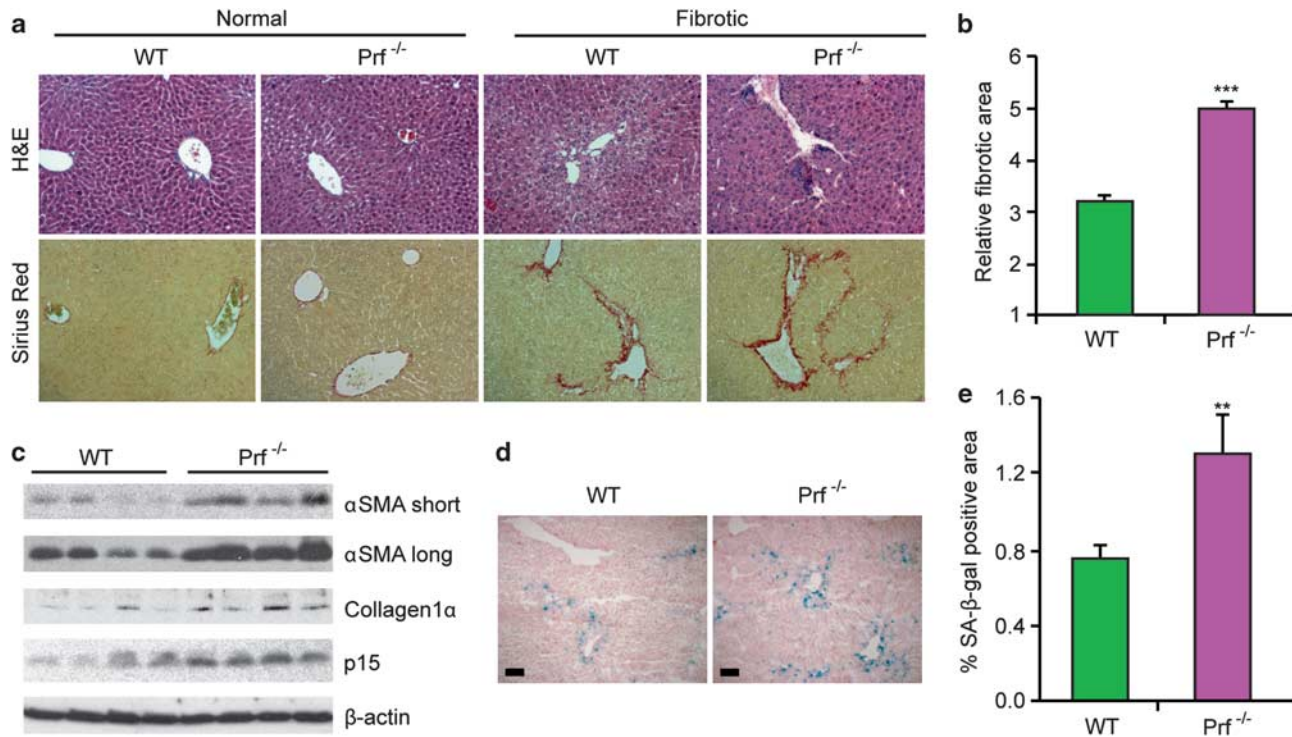 a
Normal
Fibrotic
WT
Prf -/-
WT
Prf -/-
H&E
Sirius Red
b
Relative fibrotic area
6
5
4
3
2
1
***
WT
Prf -/-
c
WT
Prf -/-
αSMA short
αSMA long
Collagen1α
p15
β-actin
d
WT
Prf -/-
e
% SA-β-gal positive area
1.6
1.2
0.8
0.4
0.0
**
WT
Prf -/-